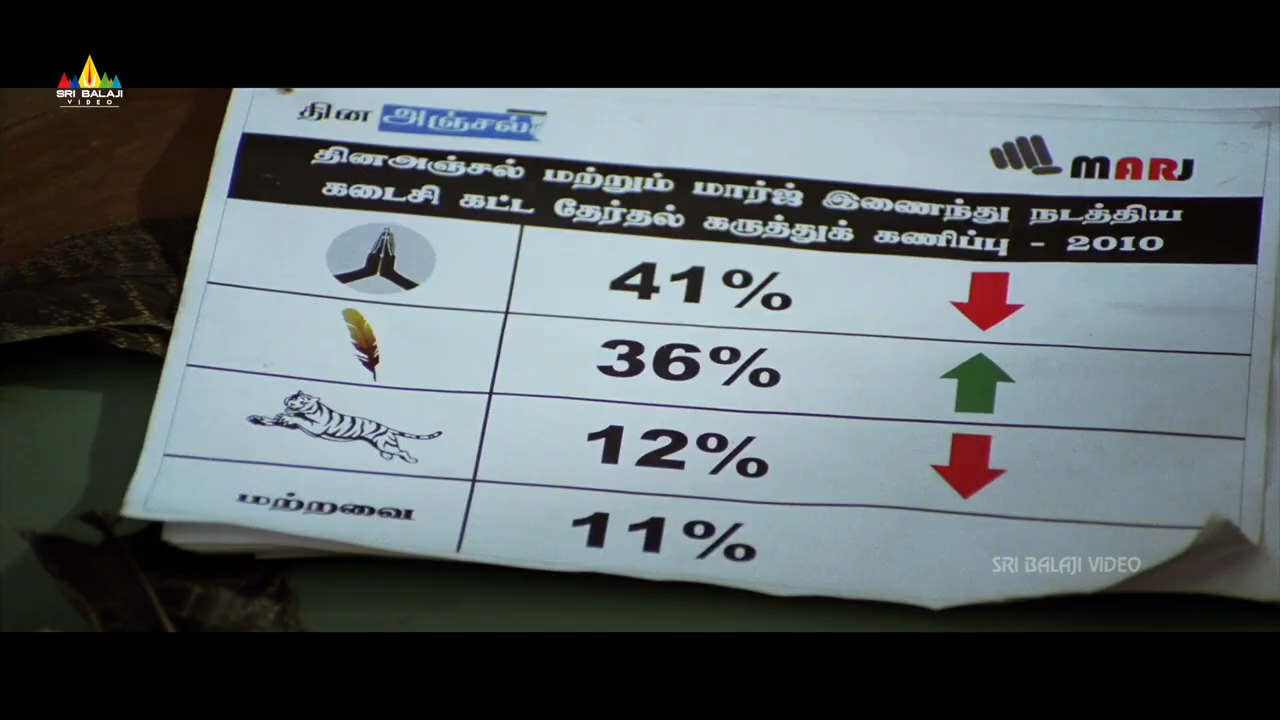 SRI BALAJI
VIDEO
தின அஞ்சல்
MARJ
தினஅஞ்சல் மற்றும் மார்ஜ் இணைந்து நடத்திய
கடைசி கட்ட தேர்தல் கருத்துக் கணிப்பு - 2010
41%
36%
12%
மற்றவை 11%
SRI BALAJI VIDEO